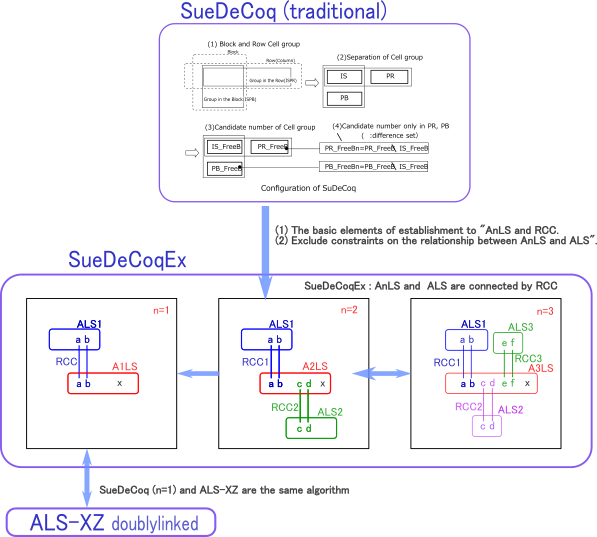 SueDeCoq (traditional)
(1) Block and Row Cell group
Block
Row(Column)
Group in the Row(ISPR)
Group in the Block(ISPB)
(2)Separation of Cell group
IS
PR
PB
(3)Candidate number of Cell group
IS_FreeB
PR_FreeB
PB_FreeB
(4)Candidate number only in PR, PB
( :difference set)
PR_FreeBn=PR_FreeB\ IS_FreeB
PB_FreeBn=PB_FreeB\ IS_FreeB
Configuration of SuDeCoq
(1) The basic elements of establishment to "AnLS and RCC.
(2) Exclude constraints on the relationship between AnLS and ALS".
SueDeCoqEx
SueDeCoqEx : AnLS and ALS are connected by RCC
n=1
ALS1
a b
RCC
A1LS
a b x
n=2
ALS1
a b
RCC1
A2LS
a b c d x
RCC2
ALS2
c d
n=3
ALS1
a b
ALS3
e f
RCC1
RCC3
A3LS
a b c d e f x
RCC2
ALS2
c d
SueDeCoq (n=1) and ALS-XZ are the same algorithm
ALS-XZ doublylinked